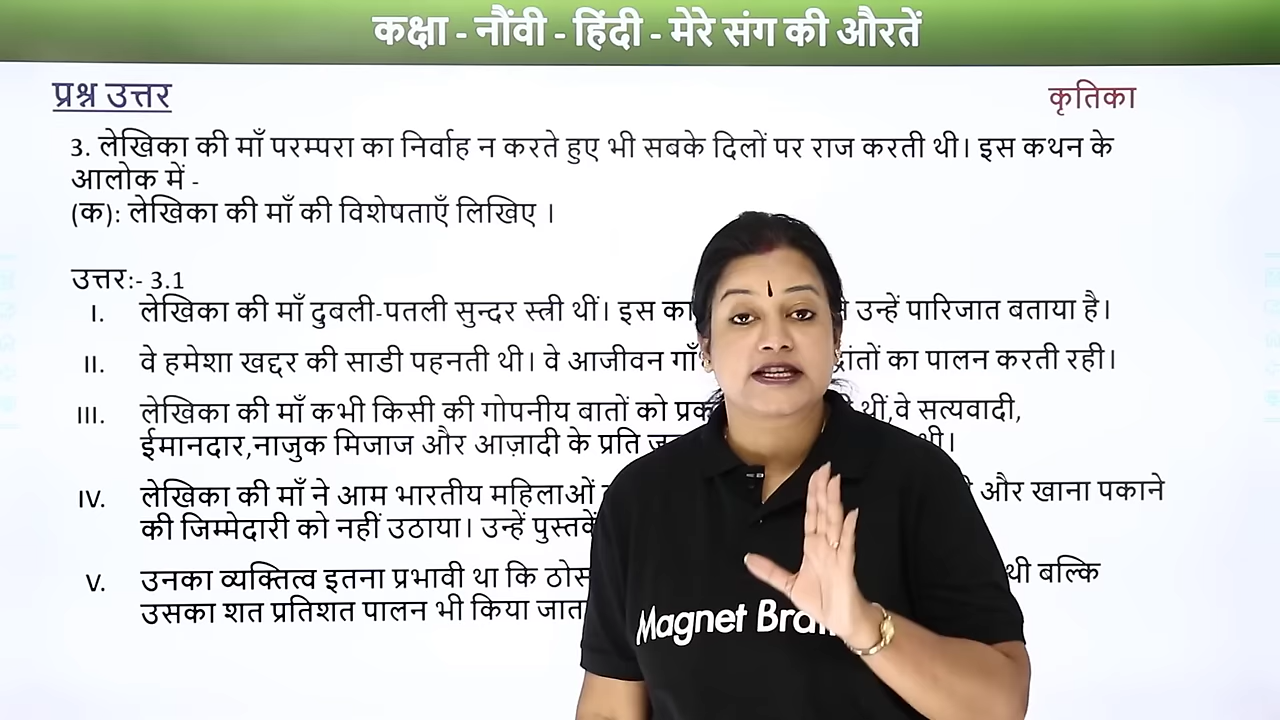 कक्षा - नौंवी - हिंदी - मेरे संग की औरतें
प्रश्न उत्तर
कृतिका
3. लेखिका की माँ परम्परा का निर्वाह न करते हुए भी सबके दिलों पर राज करती थी। इस कथन के
आलोक में -
(क): लेखिका की माँ की विशेषताएँ लिखिए ।
उत्तर:- 3.1
I. लेखिका की माँ दुबली-पतली सुन्दर स्त्री थीं। इस उन्हें पारिजात बताया है।
II. वे हमेशा खद्दर की साडी पहनती थी। वे आजीवन का पालन करती रही।
III. लेखिका की माँ कभी किसी की गोपनीय बातों को थीं,वे सत्यवादी,
ईमानदार,नाजुक मिजाज और आज़ादी के प्रति थी।
IV. लेखिका की माँ ने आम भारतीय महिलाओं और खाना पकाने
की जिम्मेदारी को नहीं उठाया। उन्हें
V. उनका व्यक्तित्व इतना प्रभावी था कि ठोस थी बल्कि
उसका शत प्रतिशत पालन भी किया जाता
Magnet